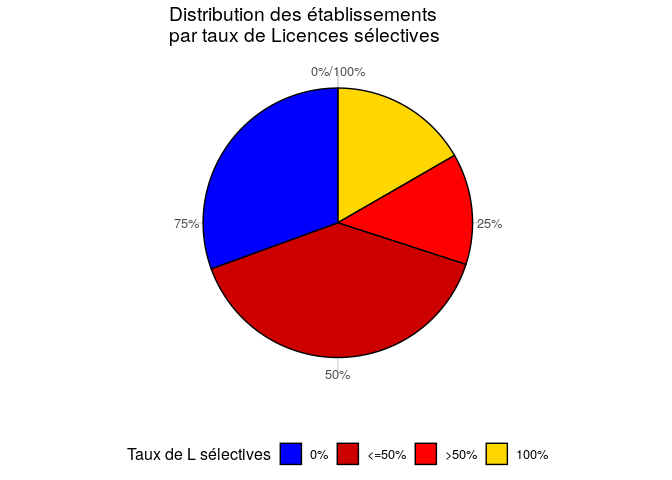 Distribution des établissements
par taux de Licences sélectives
0%/100%
75%
25%
50%
Taux de L sélectives 0% <=50% >50% 100%